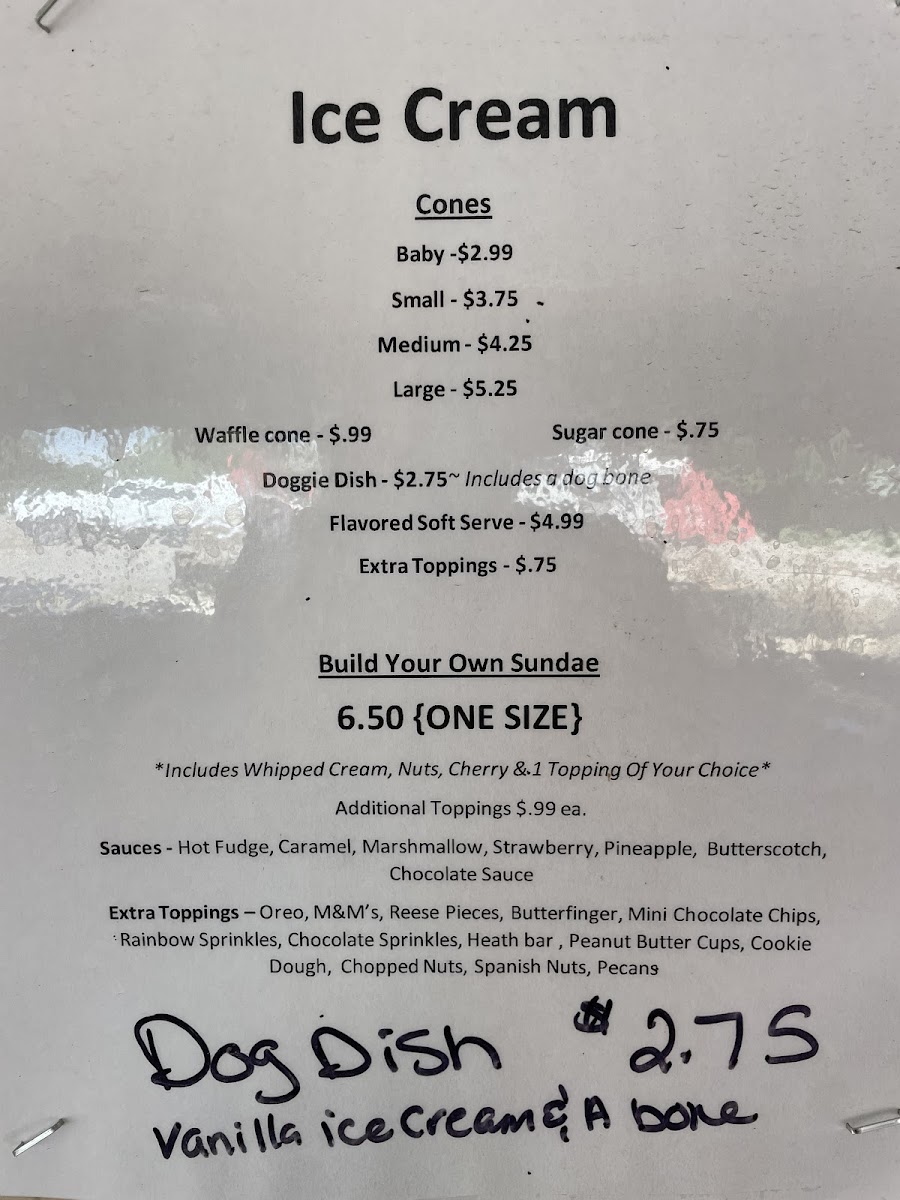 Ice Cream
Cones
Baby -$2.99
Small - $3.75
Medium - $4.25
Large - $5.25
Waffle cone - $.99 Sugar cone - $.75
Doggie Dish - $2.75~ Includes a dog bone
Flavored Soft Serve - $4.99
Extra Toppings - $.75
Build Your Own Sundae
6.50 {ONE SIZE}
*Includes Whipped Cream, Nuts, Cherry & 1 Topping Of Your Choice*
Additional Toppings $.99 ea.
Sauces - Hot Fudge, Caramel, Marshmallow, Strawberry, Pineapple, Butterscotch,
Chocolate Sauce
Extra Toppings – Oreo, M&M's, Reese Pieces, Butterfinger, Mini Chocolate Chips,
Rainbow Sprinkles, Chocolate Sprinkles, Heath bar , Peanut Butter Cups, Cookie
Dough, Chopped Nuts, Spanish Nuts, Pecans
Dog Dish $2.75
Vanilla ice Cream & A bone